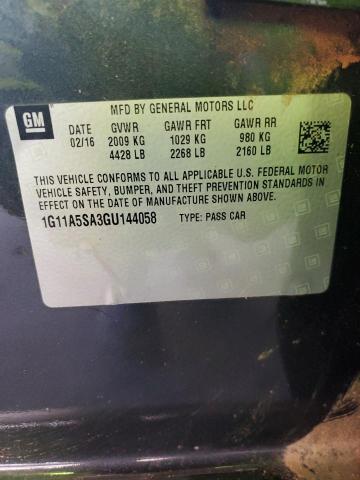 GM
MFD BY GENERAL MOTORS LLC
GVWR GAWR FRT GAWR RR
02/16 2009 KG 1029 KG 980 KG
4428 LB 2268 LB 2160 LB
THIS VEHICLE CONFORMS TO ALL APPLICABLE U.S. FEDERAL MOTOR
VEHICLE SAFETY, BUMPER, AND THEFT PREVENTION STANDARDS IN
EFFECT ON THE DATE OF MANUFACTURE SHOWN ABOVE.
1G11A5SA3GU144058 TYPE: PASS CAR